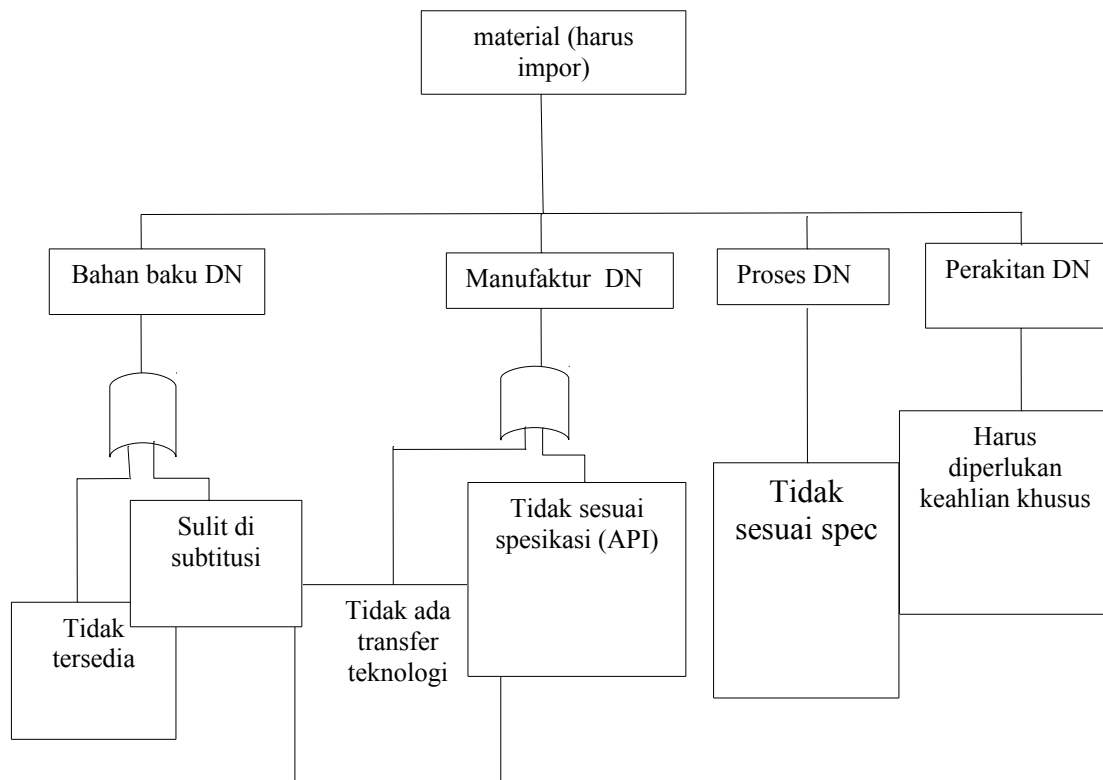 material (harus
impor)
Bahan baku DN
Manufaktur DN
Proses DN
Perakitan DN
Sulit di
subtitusi
Tidak
tersedia
Tidak ada
transfer
teknologi
Tidak sesuai
spesikasi (API)
Tidak
sesuai spec
Harus
diperlukan
keahlian khusus